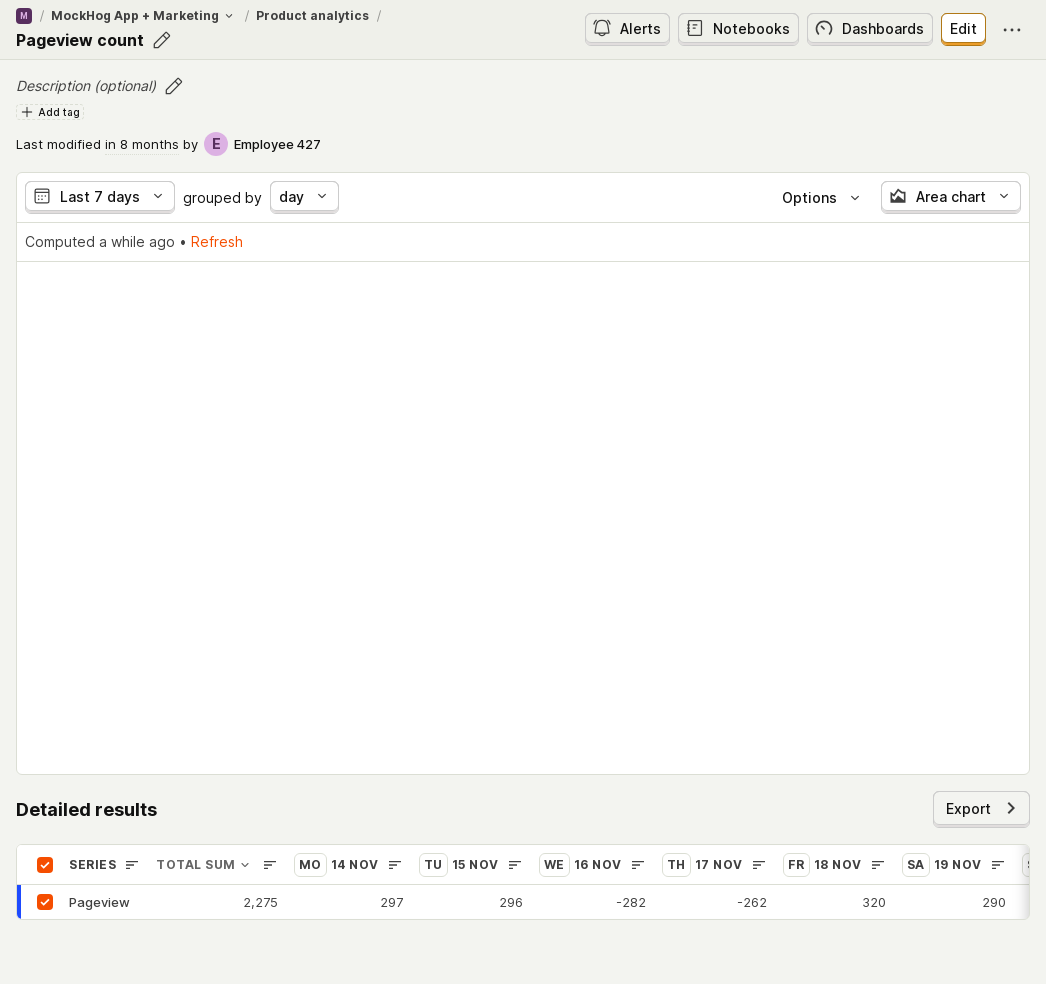 M / MockHog App + Marketing / Product analytics /
Pageview count
Alerts Notebooks Dashboards Edit
Description (optional)
Add tag
Last modified in 8 months by E Employee 427
Last 7 days grouped by day Options Area chart
Computed a while ago • Refresh
Detailed results
Export
SERIES TOTAL SUM MO 14 NOV TU 15 NOV WE 16 NOV TH 17 NOV FR 18 NOV SA 19 NOV
Pageview 2,275 297 296 -282 -262 320 290